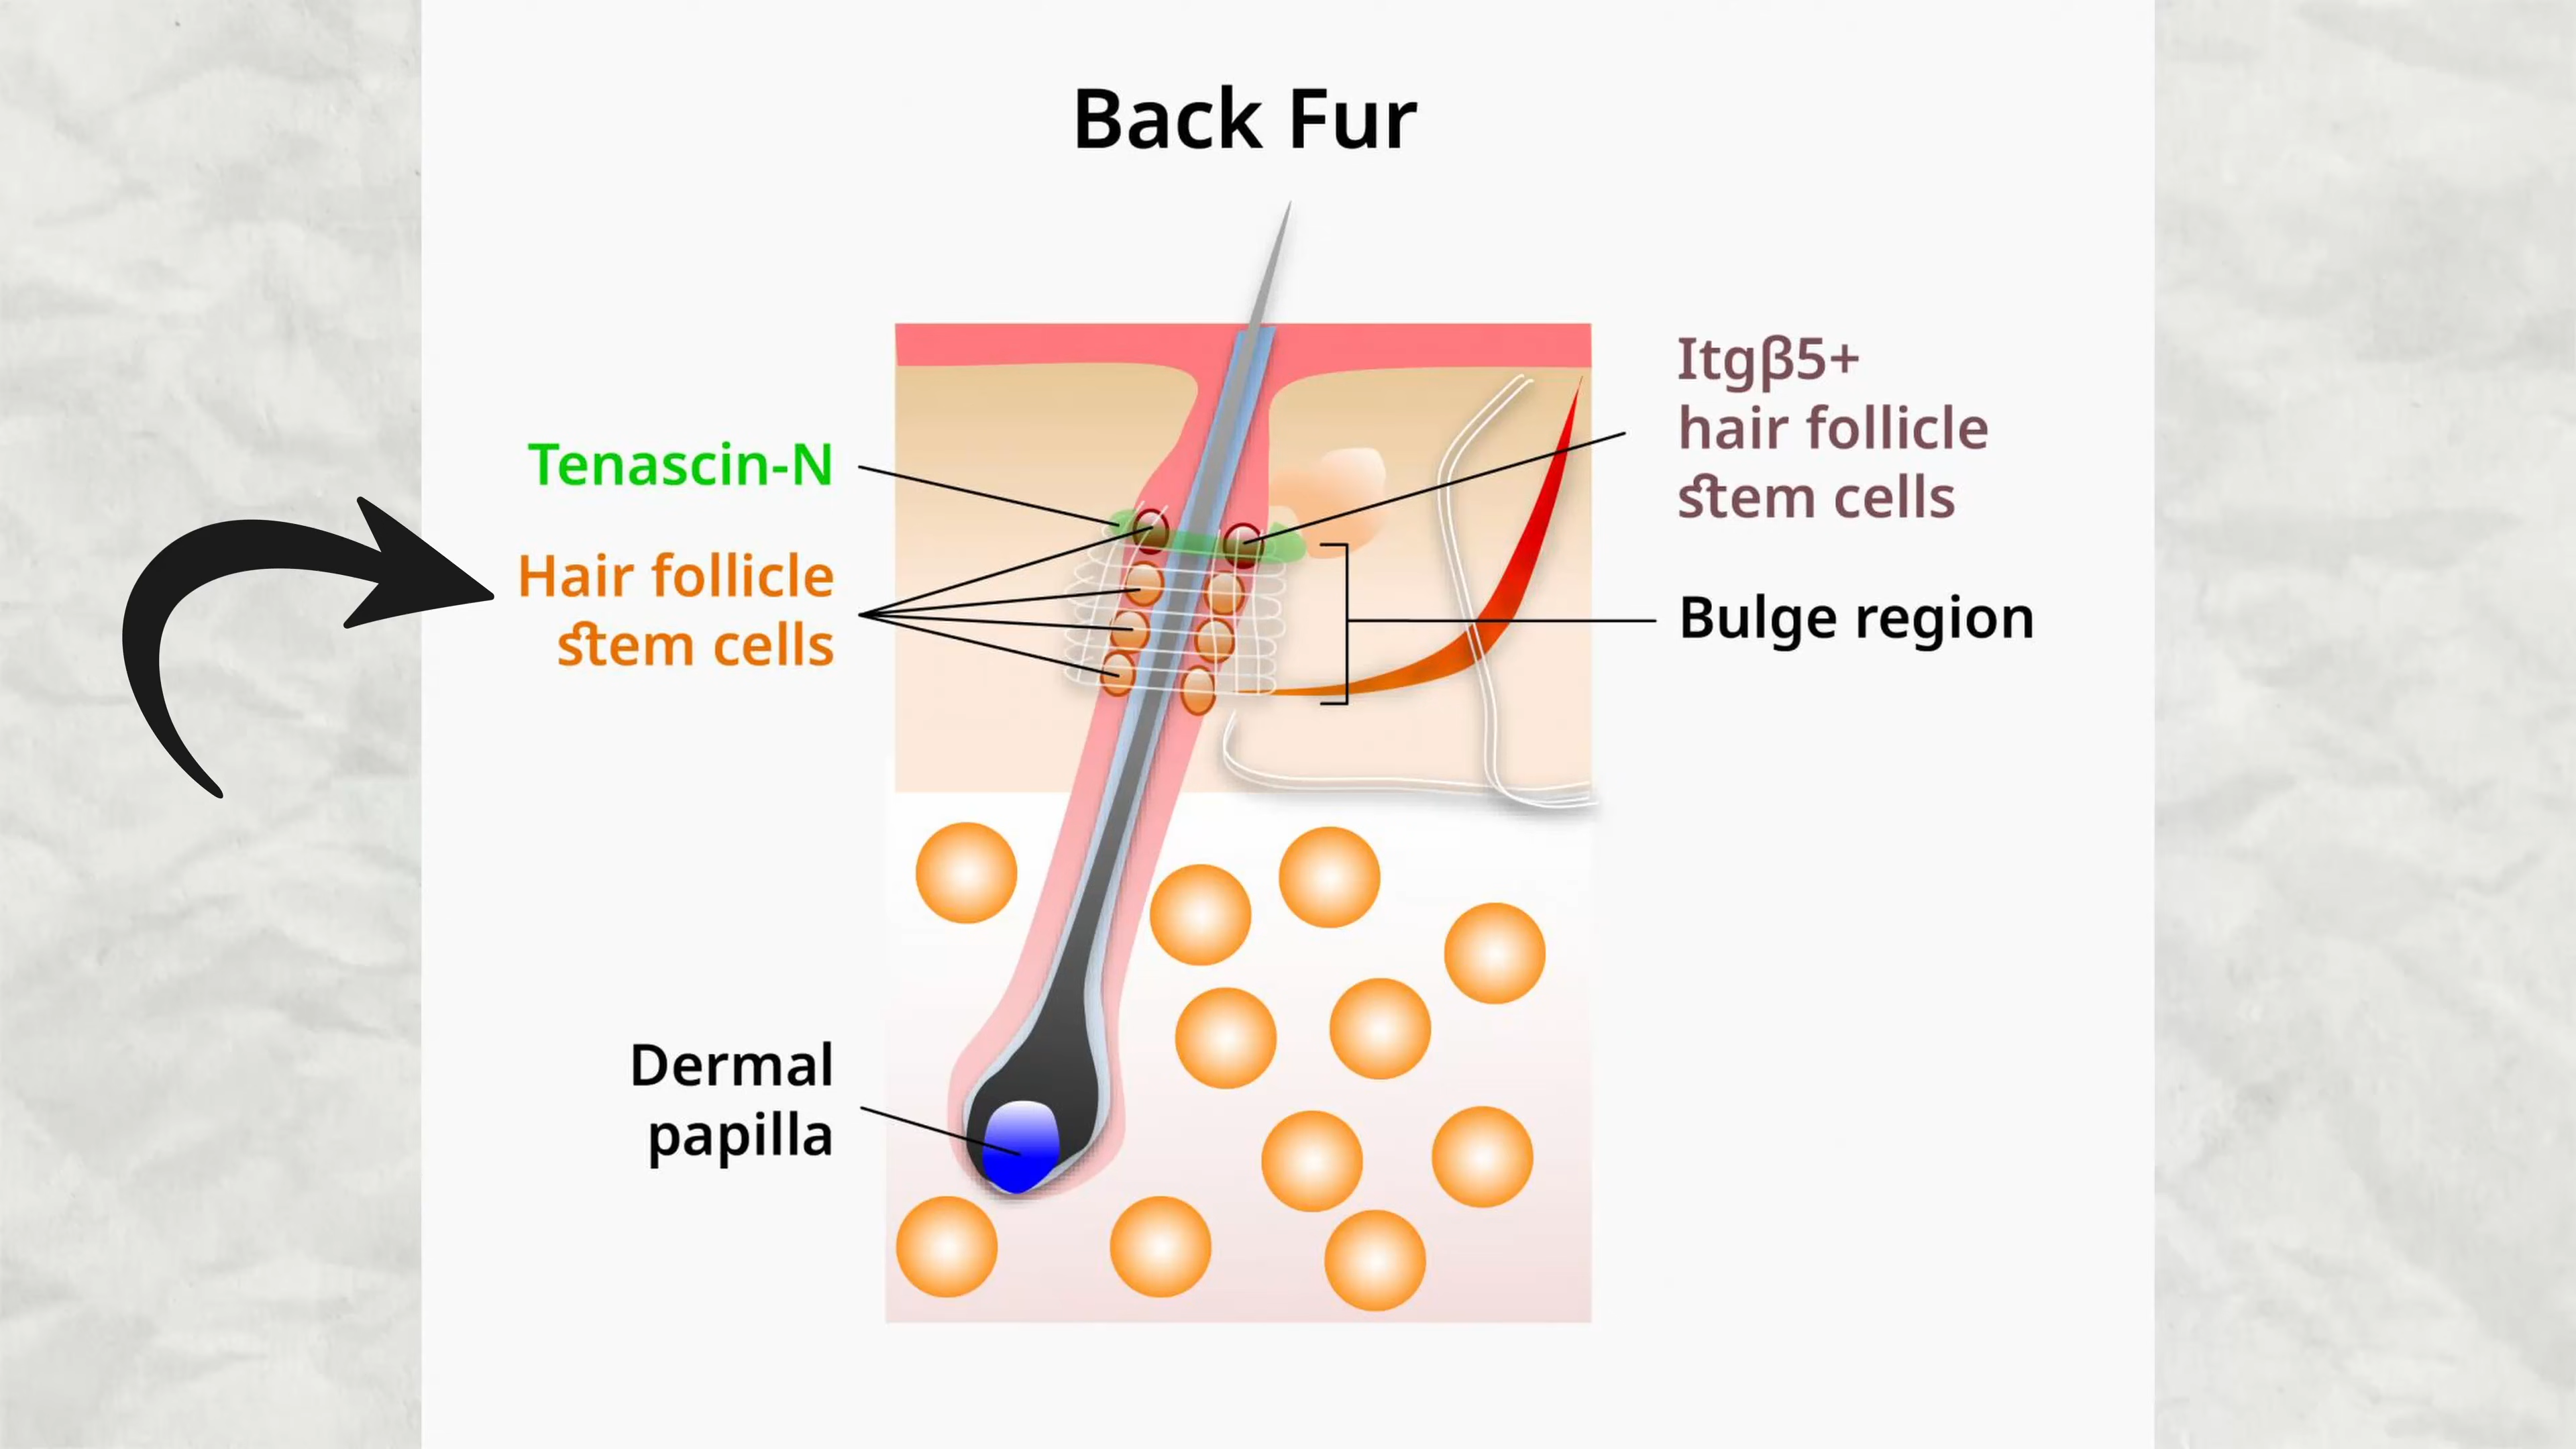 Back Fur
Tenascin-N
Hair follicle
stem cells
Dermal
papilla
Itgβ5+
hair follicle
stem cells
Bulge region